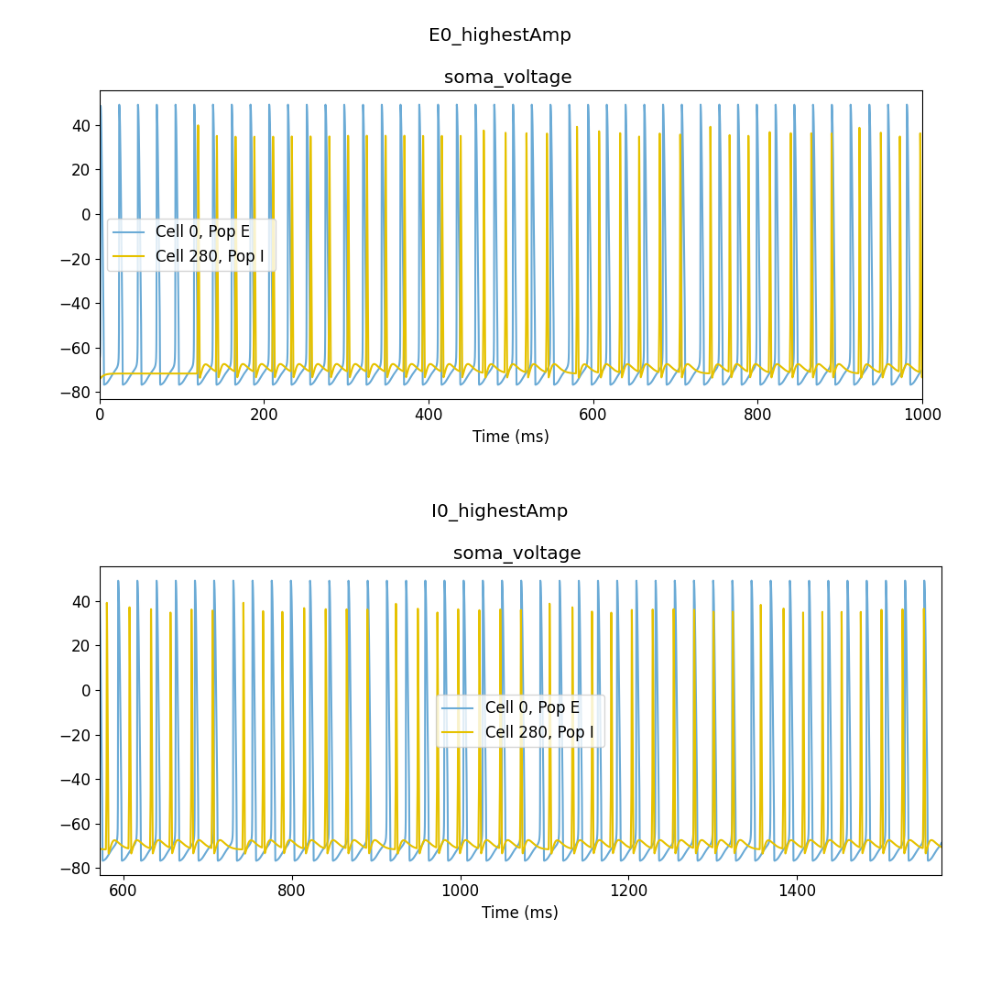 E0_highestAmp
soma_voltage
40
20
0
−20
−40
−60
−80
Cell 0, Pop E
Cell 280, Pop I
0 200 400 600 800 1000
Time (ms)
I0_highestAmp
soma_voltage
40
20
0
−20
−40
−60
−80
Cell 0, Pop E
Cell 280, Pop I
600 800 1000 1200 1400
Time (ms)